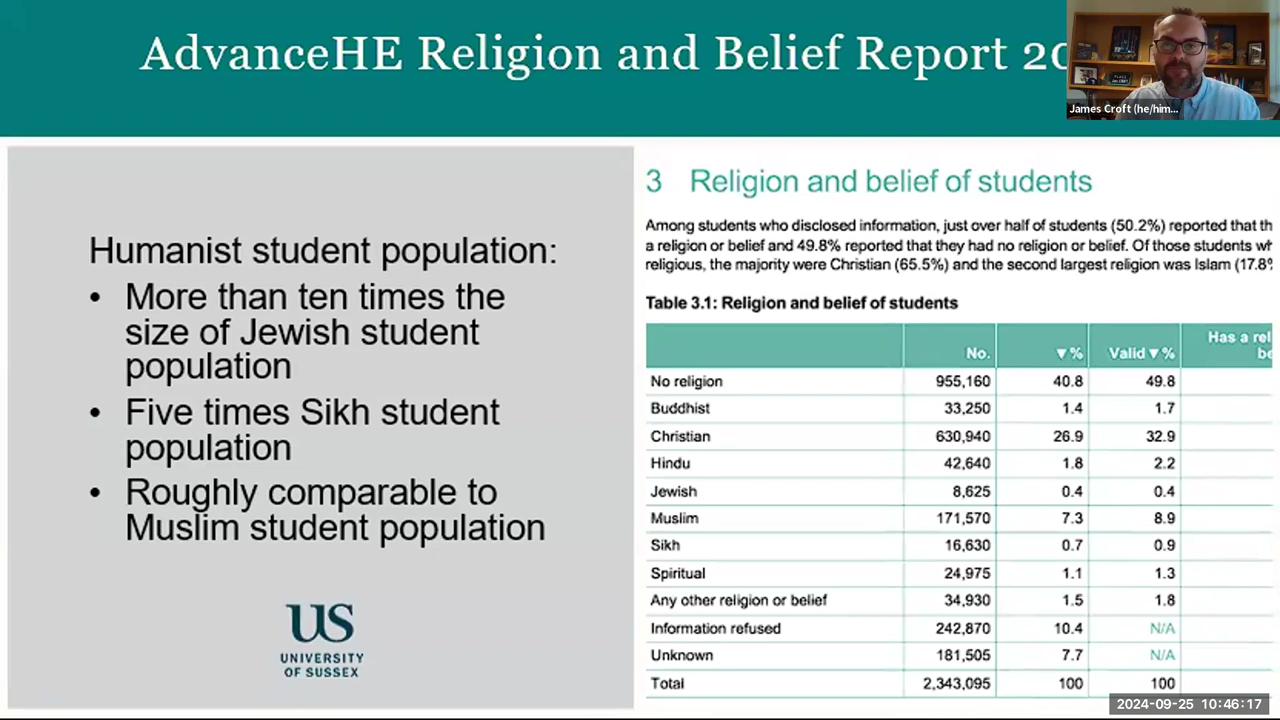 AdvanceHE Religion and Belief Report
James Croft (he/him...
Humanist student population:
• More than ten times the
size of Jewish student
population
• Five times Sikh student
population
• Roughly comparable to
Muslim student population
US
UNIVERSITY
OF SUSSEX
3 Religion and belief of students
Among students who disclosed information, just over half of students (50.2%) reported that
a religion or belief and 49.8% reported that they had no religion or belief. Of those students
religious, the majority were Christian (65.5%) and the second largest religion was Islam (17.8%
Table 3.1: Religion and belief of students
No. ▼% Valid▼% Has a
No religion 955,160 40.8 49.8
Buddhist 33,250 1.4 1.7
Christian 630,940 26.9 32.9
Hindu 42,640 1.8 2.2
Jewish 8,625 0.4 0.4
Muslim 171,570 7.3 8.9
Sikh 16,630 0.7 0.9
Spiritual 24,975 1.1 1.3
Any other religion or belief 34,930 1.5 1.8
Information refused 242,870 10.4 N/A
Unknown 181,505 7.7 N/A
Total 2,343,095 100 100
2024-09-25 10:46:17